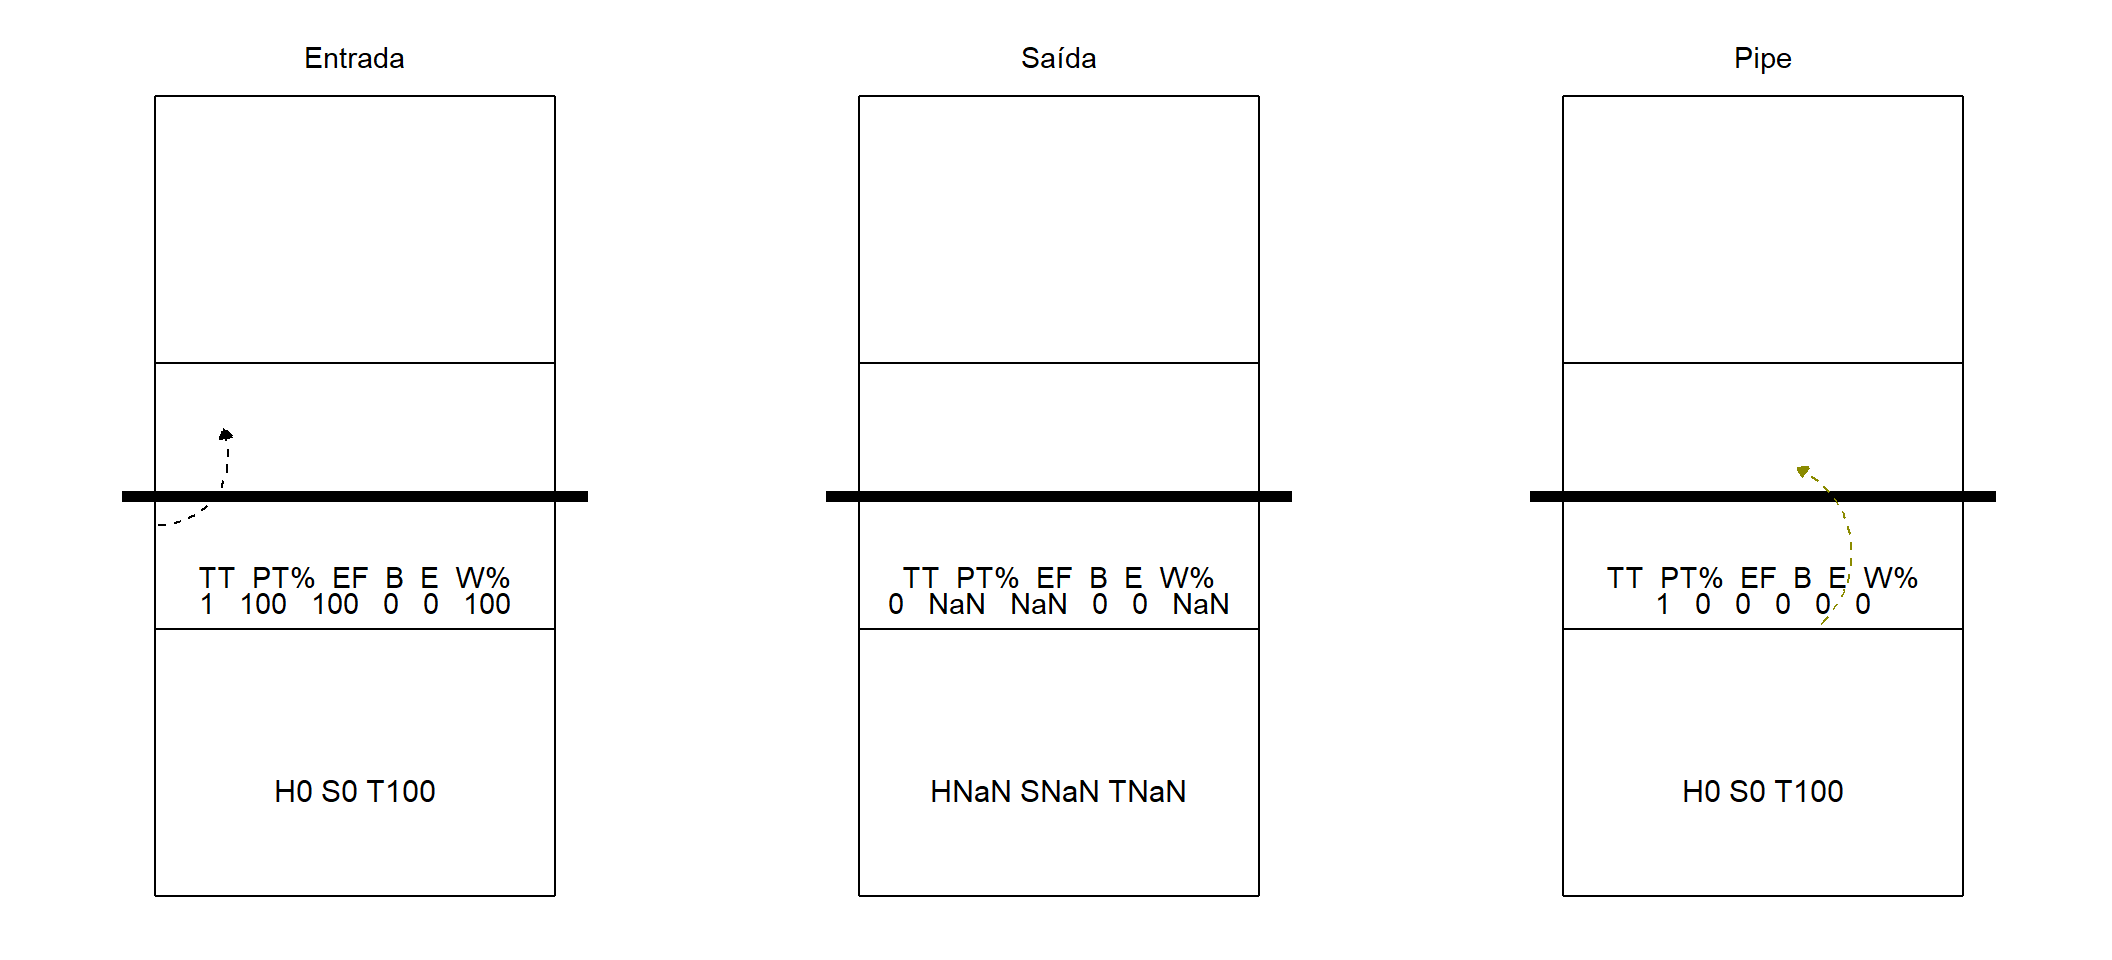 Entrada
TT PT% EF B E W%
1 100 100 0 0 100
H0 S0 T100
Saída
TT PT% EF B E W%
0 NaN NaN 0 0 NaN
HNaN SNaN TNaN
Pipe
TT PT% EF B E W%
1 0 0 0 0 0
H0 S0 T100